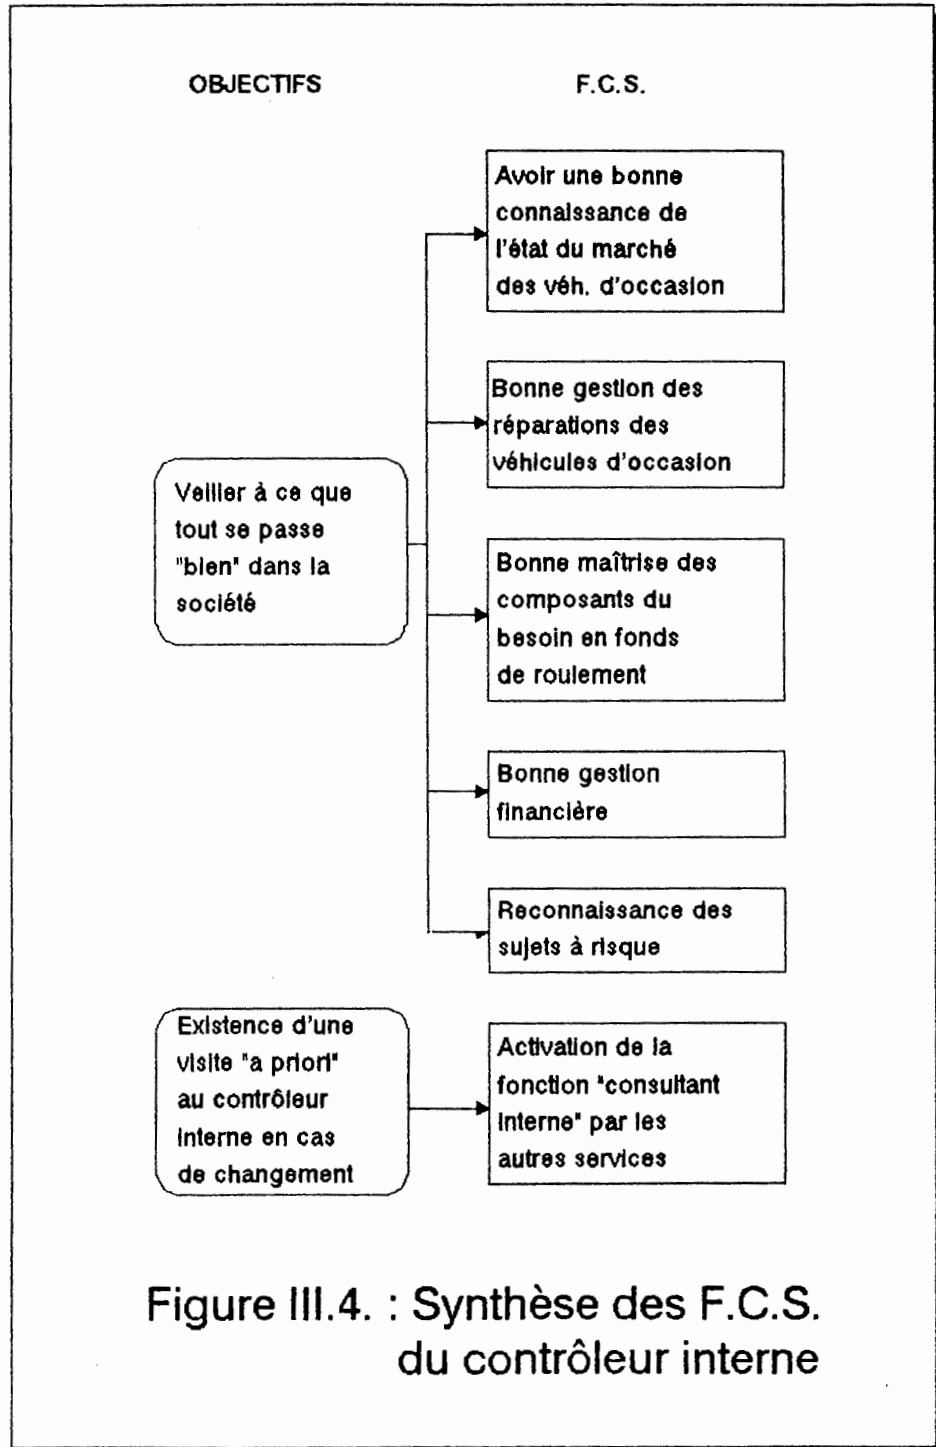 OBJECTIFS
F.C.S.
Avoir une bonne
connaissance de
l'état du marché
des véh. d'occasion
Bonne gestion des
réparations des
véhicules d'occasion
Veiller à ce que
tout se passe
"bien" dans la
société
Bonne maîtrise des
composants du
besoin en fonds
de roulement
Bonne gestion
financière
Reconnaissance des
sujets à risque
Existence d'une
visite "a priori"
au contrôleur
interne en cas
de changement
Activation de la
fonction "consultant
interne" par les
autres services
Figure III.4. : Synthèse des F.C.S.
du contrôleur interne